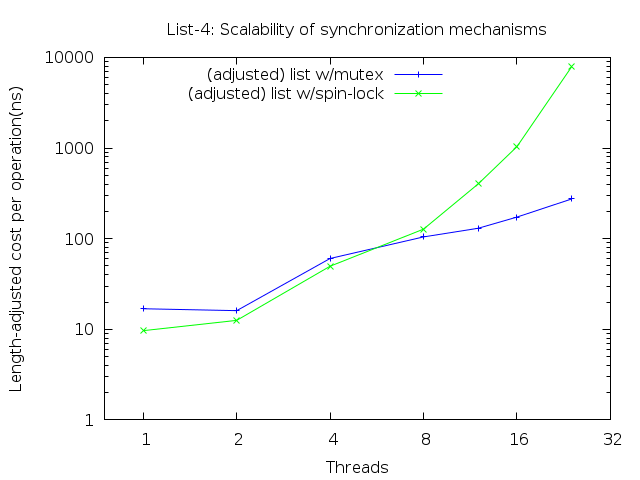 List-4: Scalability of synchronization mechanisms
10000
(adjusted) list w/mutex
(adjusted) list w/spin-lock
1000
100
10
1
Length-adjusted cost per operation(ns)
1 2 4 8 16 32
Threads